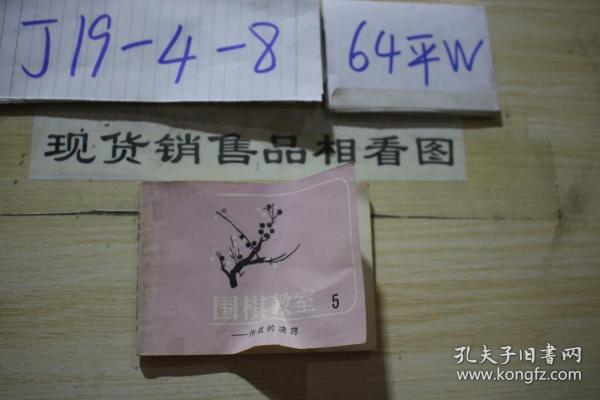 J19-4-8
64平W
现货销售品相看图
围棋教室
5
——作战的决窍
孔夫子旧书网
www.kongfz.com